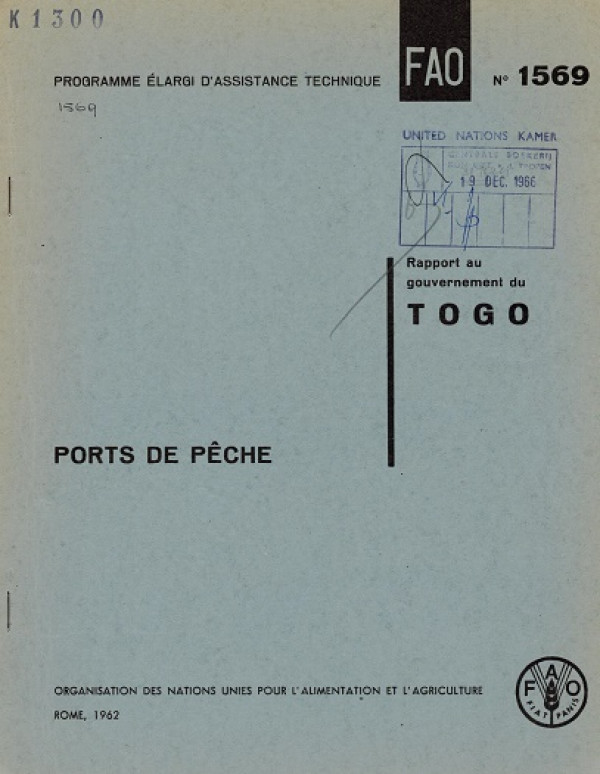 K1300
PROGRAMME ÉLARGI D'ASSISTANCE TECHNIQUE
FAO
N° 1569
1569
UNITED NATIONS KAMER
19 DEC. 1966
Rapport au
gouvernement du
TOGO
PORTS DE PÊCHE
ORGANISATION DES NATIONS UNIES POUR L'ALIMENTATION ET L'AGRICULTURE
ROME, 1962
FAO
FIAT PANIS